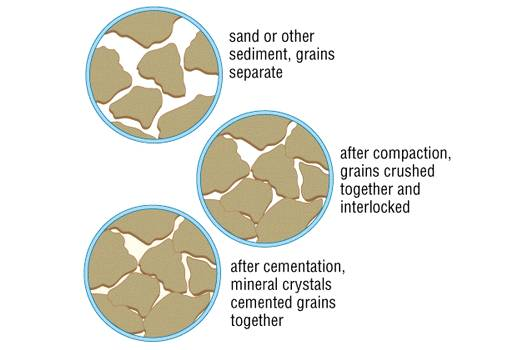 sand or other
sediment, grains
separate
after compaction,
grains crushed
together and
interlocked
after cementation,
mineral crystals
cemented grains
together